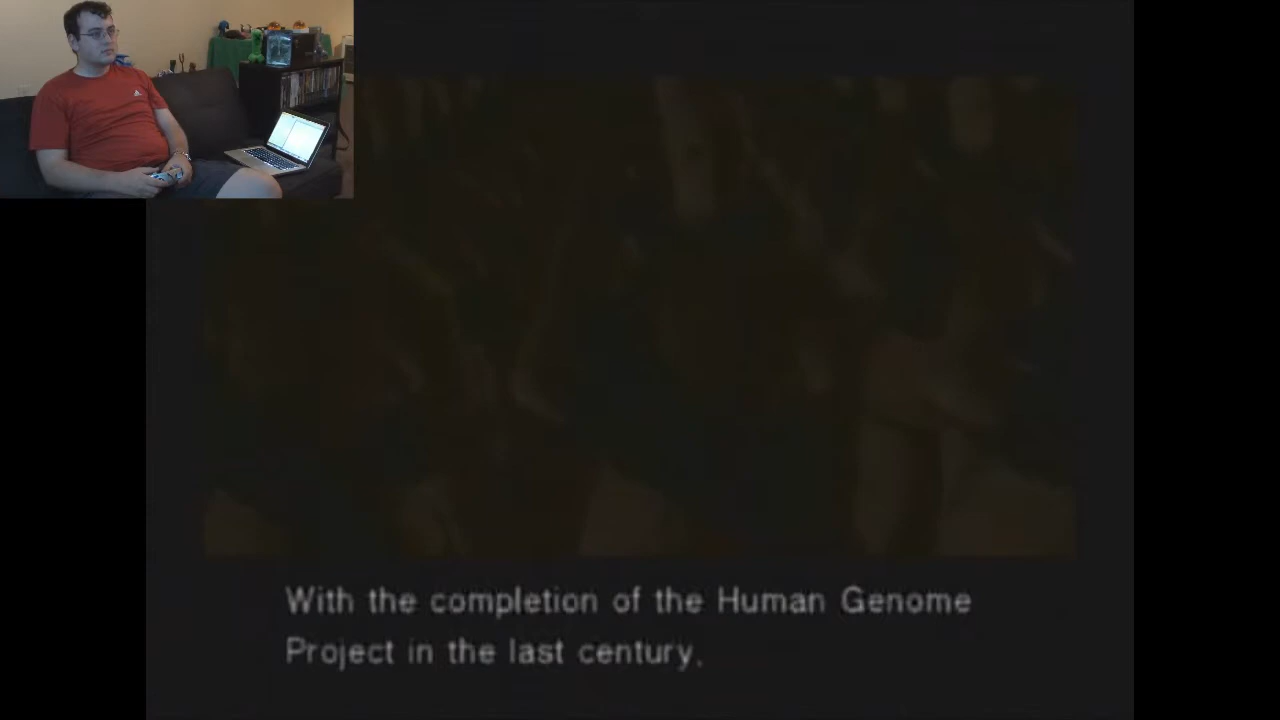 With the completion of the Human Genome
Project in the last century,